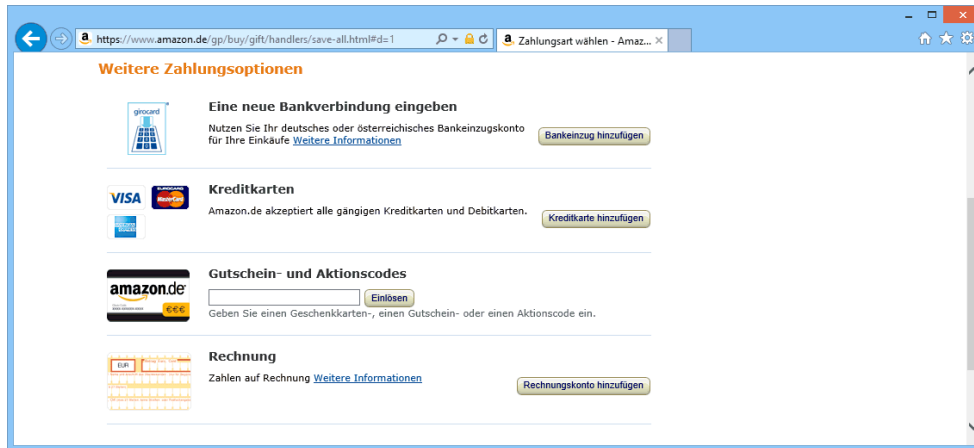 https://www.amazon.de/gp/buy/gift/handlers/save-all.html#d=1
Zahlungsart wählen - Amaz...
Weitere Zahlungsoptionen
girocard
Eine neue Bankverbindung eingeben
Nutzen Sie Ihr deutsches oder österreichisches Bankeinzugskonto
für Ihre Einkäufe Weitere Informationen
Bankeinzug hinzufügen
VISA
MasterCard
Kreditkarten
Amazon.de akzeptiert alle gängigen Kreditkarten und Debitkarten.
Kreditkarte hinzufügen
amazon.de
€€€
Gutschein- und Aktionscodes
Einlösen
Geben Sie einen Geschenkkarten-, einen Gutschein- oder einen Aktionscode ein.
EUR
Rechnung
Zahlen auf Rechnung Weitere Informationen
Rechnungskonto hinzufügen